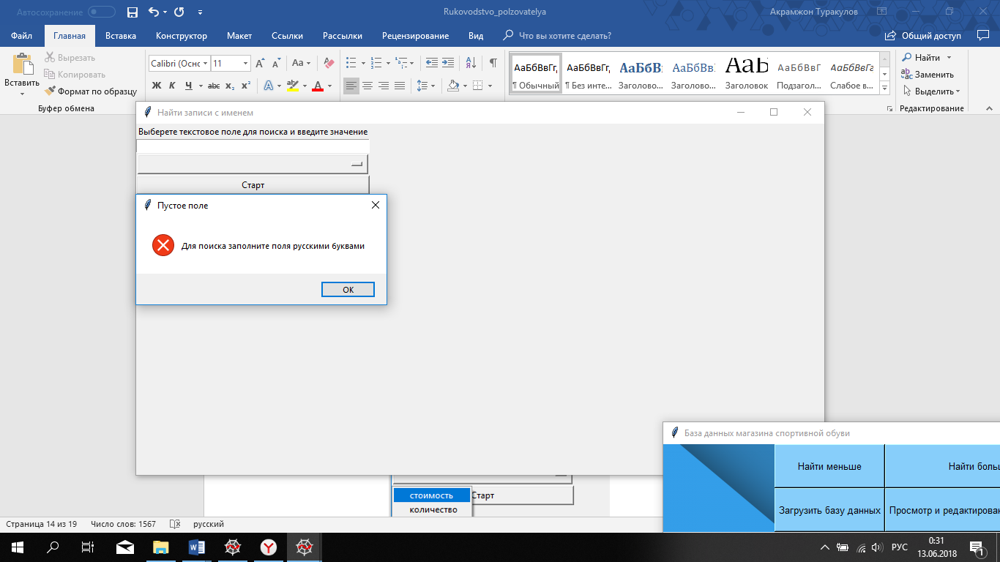 Автосохранение
Rukovodstvo_polzovatelya
Акрамжон Туракулов
Файл
Главная
Вставка
Конструктор
Макет
Ссылки
Рассылки
Рецензирование
Вид
Что вы хотите сделать?
Общий доступ
Вставить
Вырезать
Копировать
Формат по образцу
Буфер обмена
Calibri (Оснс
11
Aa
Ж К Ч abc x₂ x²
АаБбВвГг,
¶ Обычный
АаБбВвГг,
¶ Без инте...
АаБбВ:
Заголово...
АаБбВв:
Заголово...
АаЬ
Заголовок
АаБбВвГ
Подзагол...
АаБбВвГг
Слабое в...
Найти
Заменить
Выделить
Редактирование
Найти записи с именем
Выберете текстовое поле для поиска и введите значение
Старт
Пустое поле
Для поиска заполните поля русскими буквами
ОК
База данных магазина спортивной обуви
Найти меньше
Найти боль
Загрузить базу данных
Просмотр и редактирован
стоимость
количество
Старт
Страница 14 из 19
Число слов: 1567
русский
РУС
0:31
13.06.2018
1